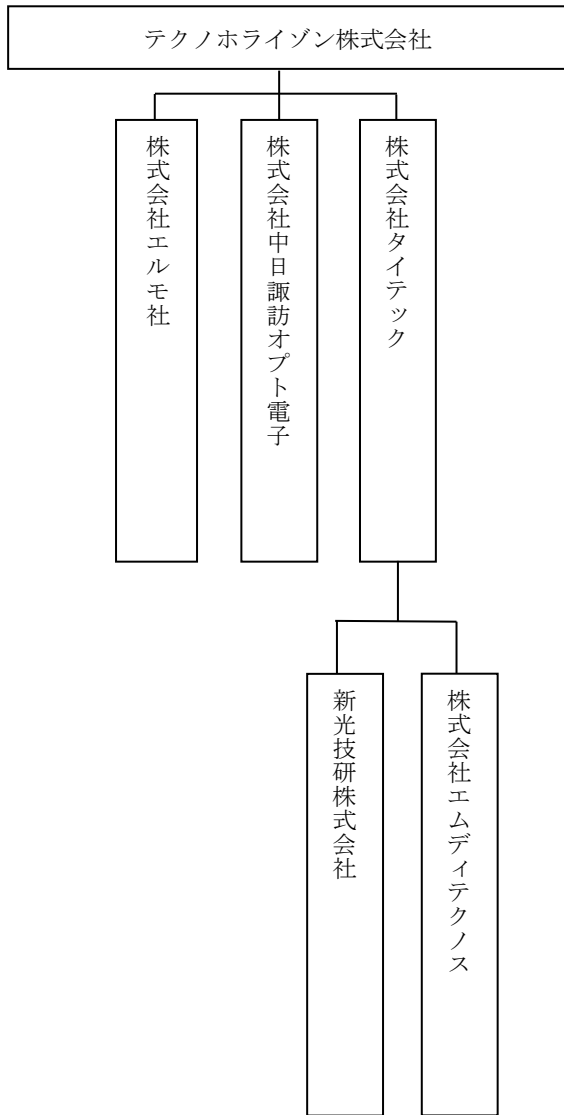 テクノホライゾン株式会社
株式会社エルモ社
株式会社中日諏訪オプト電子
株式会社タイテック
新光技研株式会社
株式会社エムディテクノス